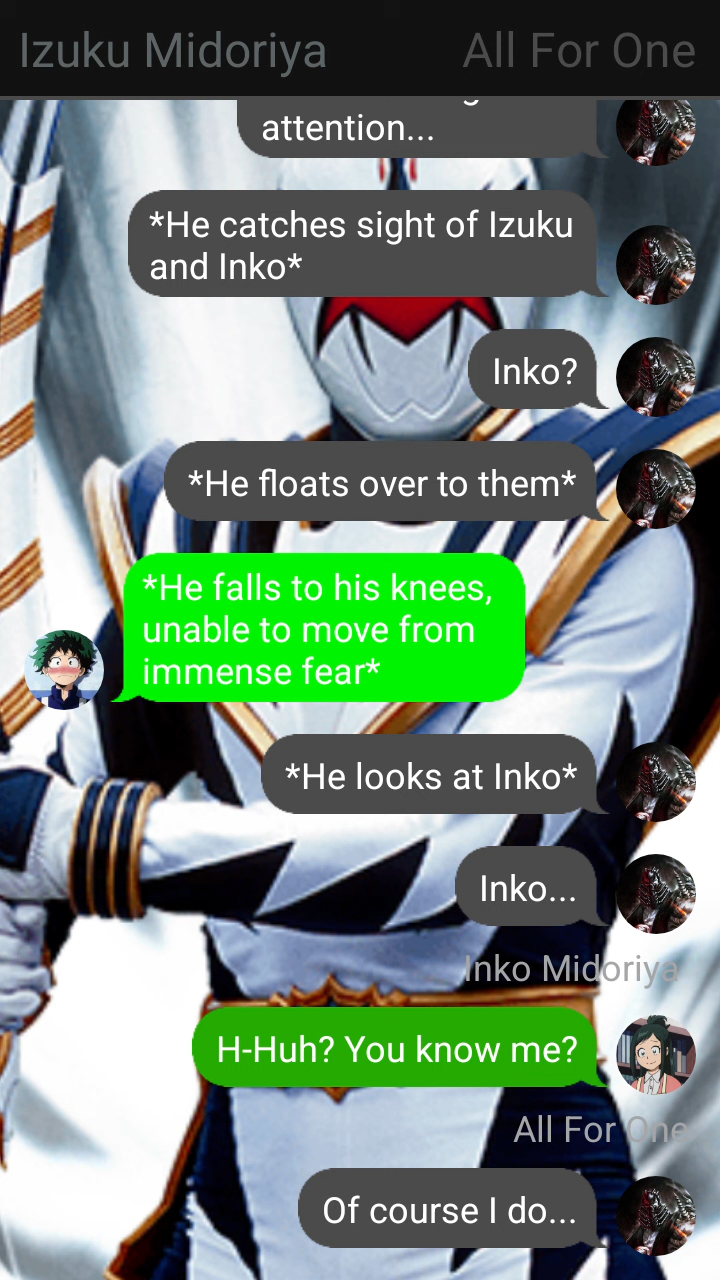 Izuku Midoriya
All For One
attention...
*He catches sight of Izuku
and Inko*
Inko?
*He floats over to them*
*He falls to his knees,
unable to move from
immense fear*
*He looks at Inko*
Inko...
Inko Midoriya
H-Huh? You know me?
All For One
Of course I do...